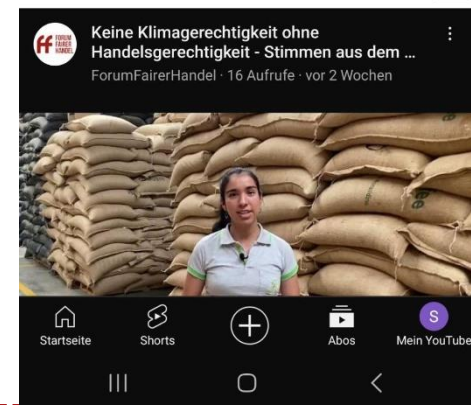 FORUM
FAIRER
HANDEL
Keine Klimagerechtigkeit ohne
Handelsgerechtigkeit - Stimmen aus dem ...
ForumFairerHandel · 16 Aufrufe · vor 2 Wochen
Startseite
Shorts
Abos
S
Mein YouTube